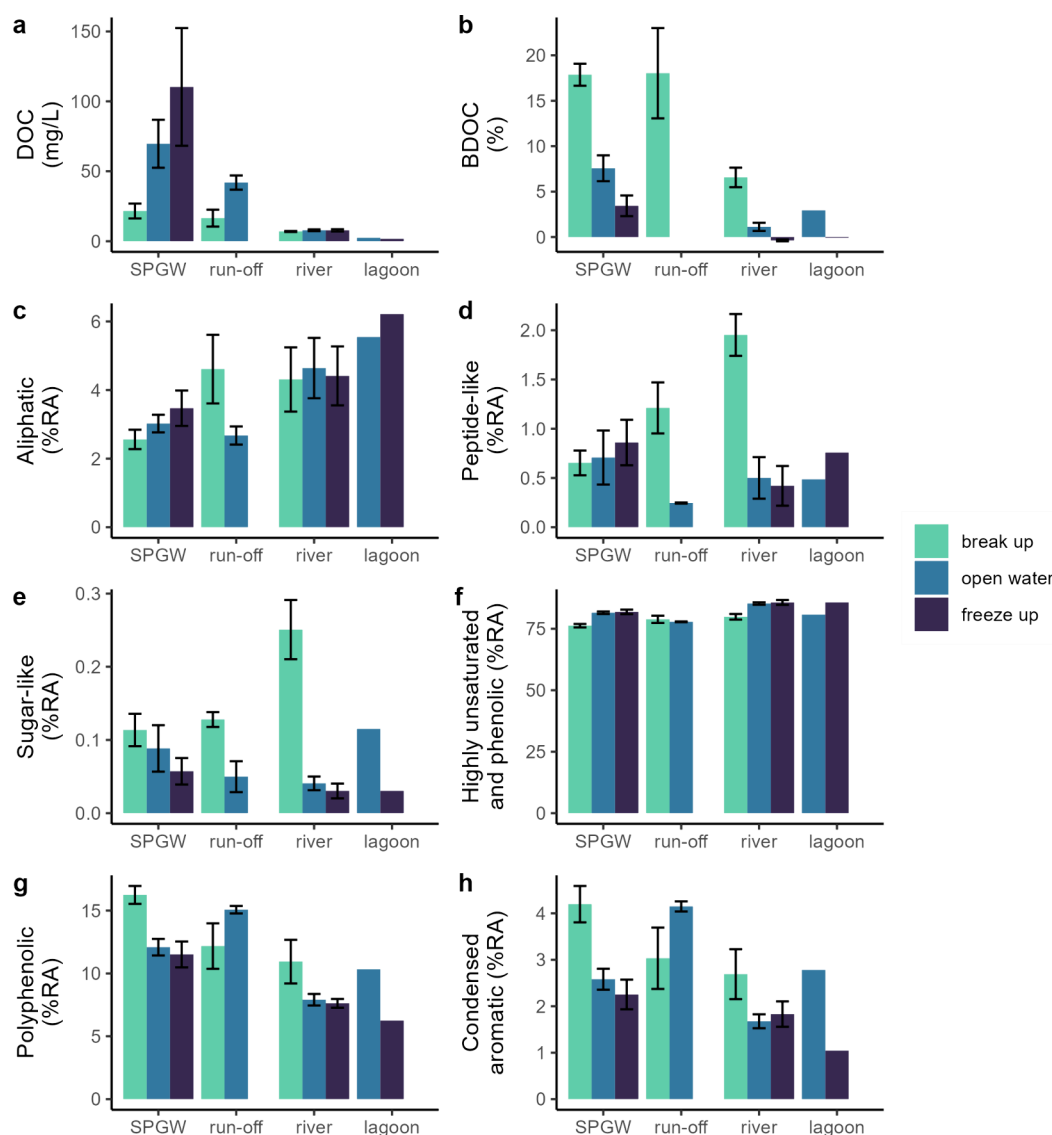 a
DOC
(mg/L)
150
100
50
0
SPGW run-off river lagoon
b
BDOC
(%)
20
15
10
5
0
SPGW run-off river lagoon
c
Aliphatic
(%RA)
6
4
2
0
SPGW run-off river lagoon
d
Peptide-like
(%RA)
2.0
1.5
1.0
0.5
0.0
SPGW run-off river lagoon
break up
open water
freeze up
e
Sugar-like
(%RA)
0.3
0.2
0.1
0.0
SPGW run-off river lagoon
f
Highly unsaturated
and phenolic (%RA)
75
50
25
0
SPGW run-off river lagoon
g
Polyphenolic
(%RA)
15
10
5
0
SPGW run-off river lagoon
h
Condensed
aromatic (%RA)
4
3
2
1
0
SPGW run-off river lagoon